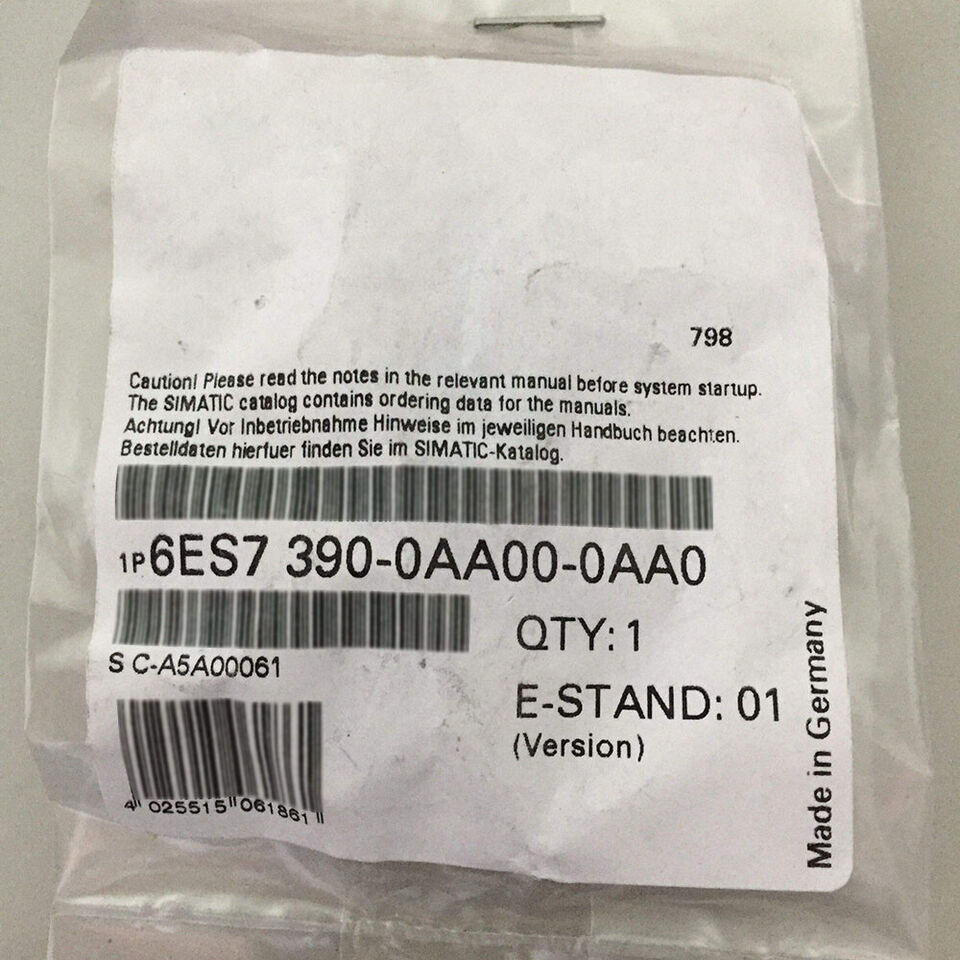 798
Caution! Please read the notes in the relevant manual before system startup.
The SIMATIC catalog contains ordering data for the manuals.
Achtung! Vor Inbetriebnahme Hinweise im jeweiligen Handbuch beachten.
Bestelldaten hierfuer finden Sie im SIMATIC-Katalog.
1P 6ES7 390-0AA00-0AA0
QTY: 1
S C-A5A00061
E-STAND: 01
(Version)
4 025515 061861
Made in Germany